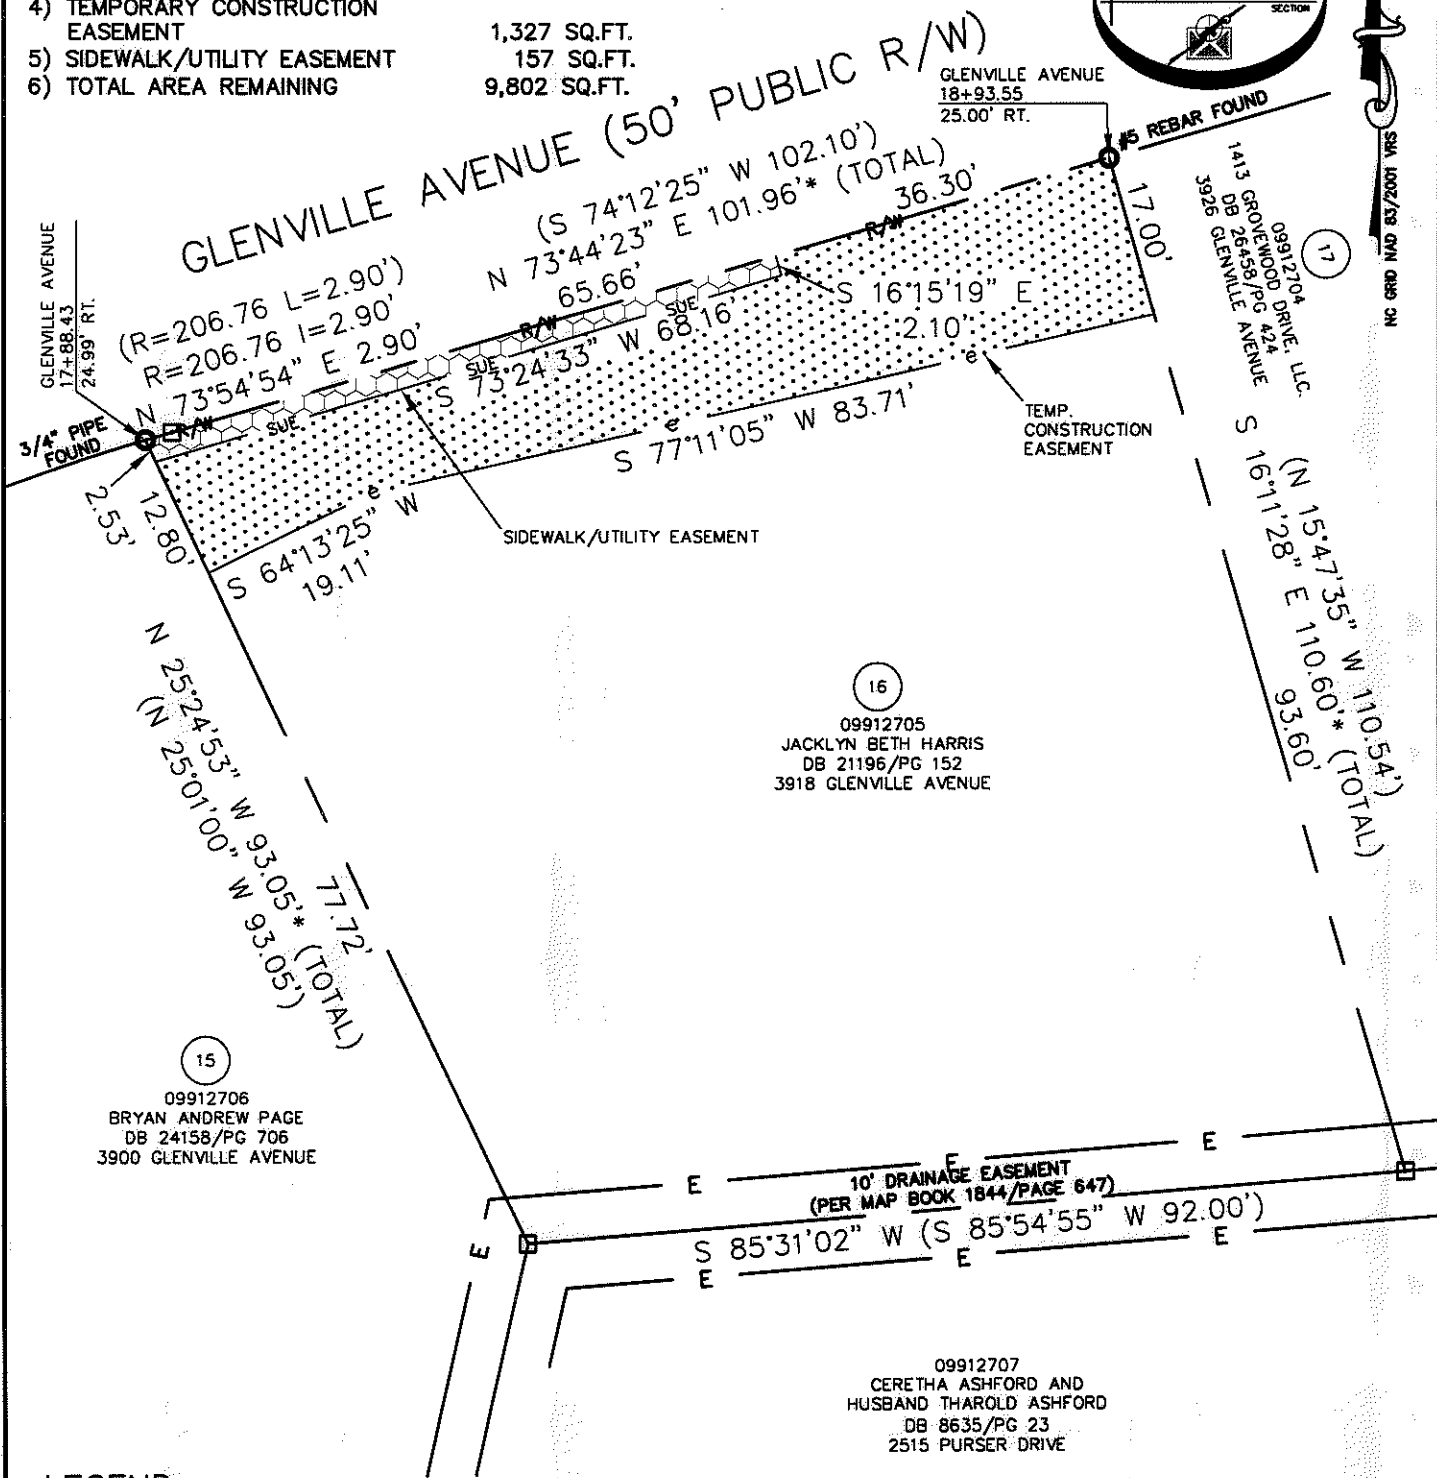 4) TEMPORARY CONSTRUCTION
EASEMENT 1,327 SQ.FT.
5) SIDEWALK/UTILITY EASEMENT 157 SQ.FT.
6) TOTAL AREA REMAINING 9,802 SQ.FT.
SECTION
NC GRID NAD 83/2001 VRS
GLENVILLE AVENUE (50' PUBLIC R/W)
GLENVILLE AVENUE
18+93.55
25.00' RT.
#5 REBAR FOUND
GLENVILLE AVENUE
17+88.43
24.99' RT.
3/4" PIPE
FOUND
(R=206.76 L=2.90')
R=206.76 l=2.90'
N 73°54'54" E 2.90'
(S 74°12'25" W 102.10')
N 73°44'23" E 101.96'* (TOTAL)
65.66'
36.30'
R/W
R/W
R/W
SUE
SUE
SUE
S 73°24'33" W 68.16'
S 16°15'19" E
2.10'
17.00'
17
09912704
1413 GROVEWOOD DRIVE, LLC.
DB 26458/PG 424
3926 GLENVILLE AVENUE
e
e
e
S 77°11'05" W 83.71'
TEMP.
CONSTRUCTION
EASEMENT
2.53'
12.80'
S 64°13'25" W
19.11'
SIDEWALK/UTILITY EASEMENT
(N 15°47'35" W 110.54')
S 16°11'28" E 110.60'* (TOTAL)
93.60'
N 25°24'53" W 93.05'* (TOTAL)
(N 25°01'00" W 93.05')
77.72'
16
09912705
JACKLYN BETH HARRIS
DB 21196/PG 152
3918 GLENVILLE AVENUE
15
09912706
BRYAN ANDREW PAGE
DB 24158/PG 706
3900 GLENVILLE AVENUE
E
E
E
E
10' DRAINAGE EASEMENT
(PER MAP BOOK 1844/PAGE 647)
S 85°31'02" W (S 85°54'55" W 92.00')
E
E
E
09912707
CERETHA ASHFORD AND
HUSBAND THAROLD ASHFORD
DB 8635/PG 23
2515 PURSER DRIVE
LEGEND